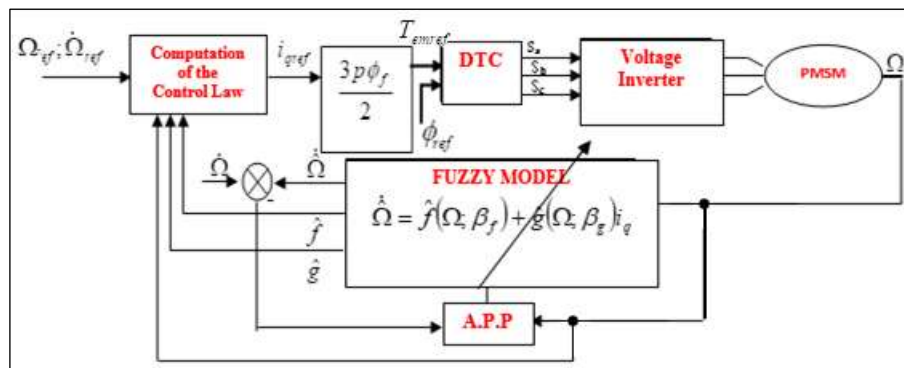 Ω_ref; Ω̇_ref
Computation
of the
Control Law
i_qref
3pϕ_f
2
T_emref
ϕ_ref
DTC
S_a
S_b
S_c
Voltage
Inverter
PMSM
Ω
Ω̇
-
Ω̇̂
FUZZY MODEL
Ω̇̂ = f̂(Ω; β_f) + ĝ(Ω; β_g) i_q
f̂
ĝ
A.P.P